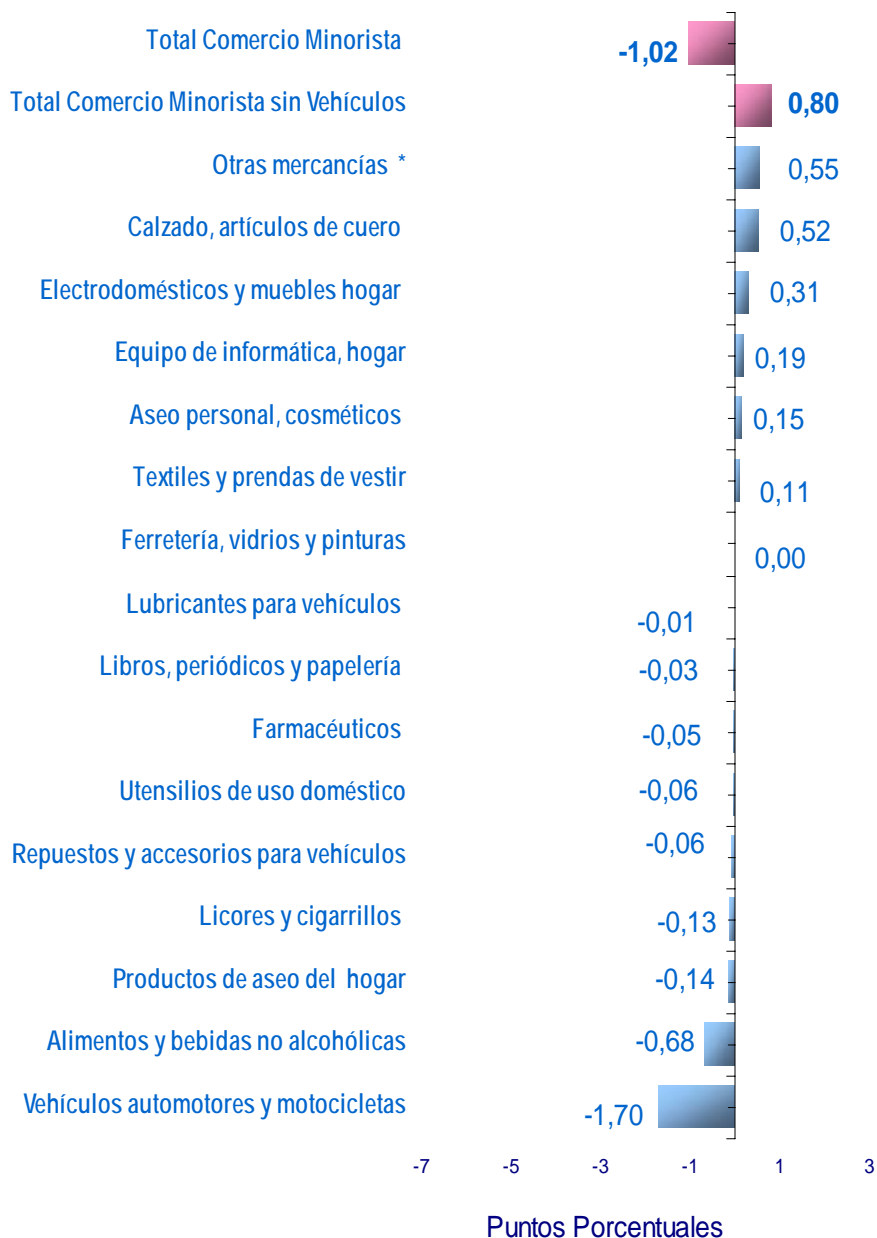 Total Comercio Minorista -1,02
Total Comercio Minorista sin Vehículos 0,80
Otras mercancías * 0,55
Calzado, artículos de cuero 0,52
Electrodomésticos y muebles hogar 0,31
Equipo de informática, hogar 0,19
Aseo personal, cosméticos 0,15
Textiles y prendas de vestir 0,11
Ferretería, vidrios y pinturas 0,00
Lubricantes para vehículos -0,01
Libros, periódicos y papelería -0,03
Farmacéuticos -0,05
Utensilios de uso doméstico -0,06
Repuestos y accesorios para vehículos -0,06
Licores y cigarrillos -0,13
Productos de aseo del hogar -0,14
Alimentos y bebidas no alcohólicas -0,68
Vehículos automotores y motocicletas -1,70
-7 -5 -3 -1 1 3
Puntos Porcentuales